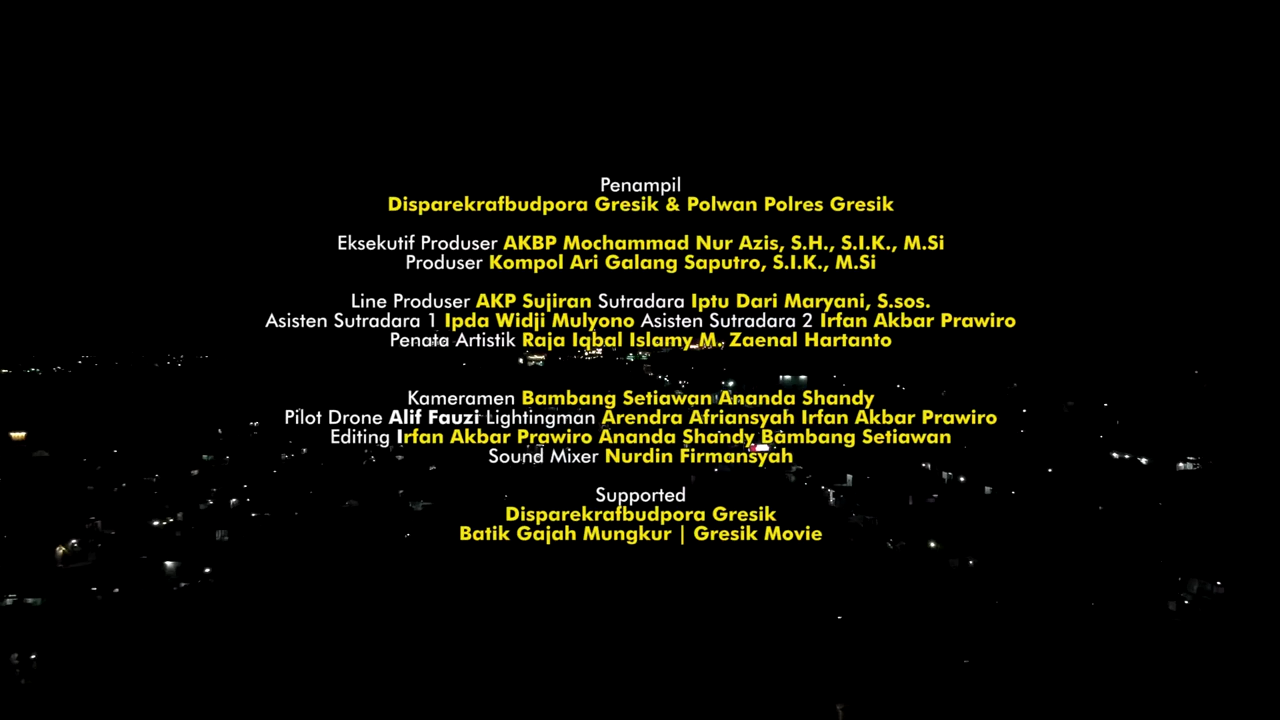 Penampil
Disparekrafbudpora Gresik & Polwan Polres Gresik
Eksekutif Produser AKBP Mochammad Nur Azis, S.H., S.I.K., M.Si
Produser Kompol Ari Galang Saputro, S.I.K., M.Si
Line Produser AKP Sujiran Sutradara Iptu Dari Maryani, S.sos.
Asisten Sutradara 1 Ipda Widji Mulyono Asisten Sutradara 2 Irfan Akbar Prawiro
Penata Artistik Raja Iqbal Islamy M. Zaenal Hartanto
Kameramen Bambang Setiawan Ananda Shandy
Pilot Drone Alif Fauzi Lightingman Arendra Afriansyah Irfan Akbar Prawiro
Editing Irfan Akbar Prawiro Ananda Shandy Bambang Setiawan
Sound Mixer Nurdin Firmansyah
Supported
Disparekrafbudpora Gresik
Batik Gajah Mungkur | Gresik Movie